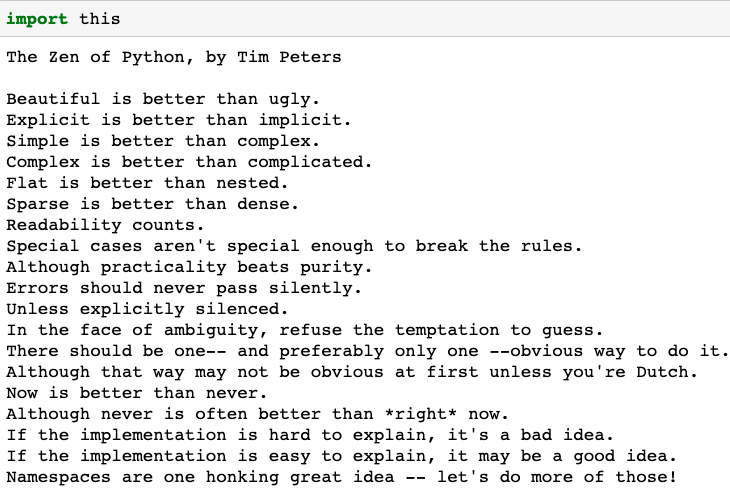 import this
The Zen of Python, by Tim Peters
Beautiful is better than ugly.
Explicit is better than implicit.
Simple is better than complex.
Complex is better than complicated.
Flat is better than nested.
Sparse is better than dense.
Readability counts.
Special cases aren't special enough to break the rules.
Although practicality beats purity.
Errors should never pass silently.
Unless explicitly silenced.
In the face of ambiguity, refuse the temptation to guess.
There should be one-- and preferably only one --obvious way to do it.
Although that way may not be obvious at first unless you're Dutch.
Now is better than never.
Although never is often better than *right* now.
If the implementation is hard to explain, it's a bad idea.
If the implementation is easy to explain, it may be a good idea.
Namespaces are one honking great idea -- let's do more of those!